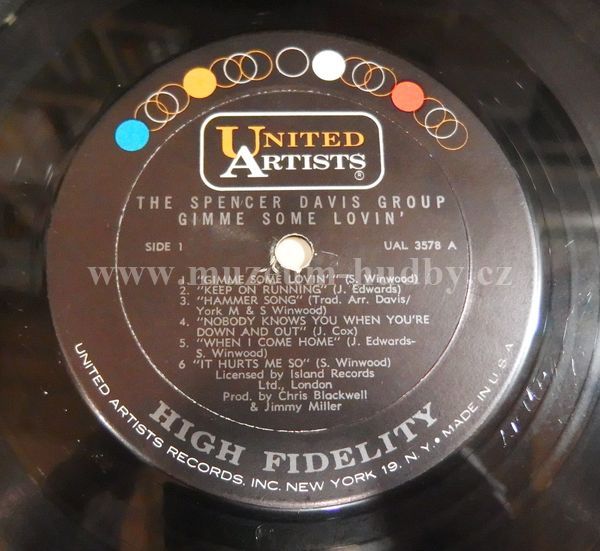 UNITED
ARTISTS®
THE SPENCER DAVIS GROUP
GIMME SOME LOVIN'
SIDE 1
UAL 3578 A
www.muzeum-hudby.cz
1. "GIMME SOME LOVIN'" (S. Winwood)
2. "KEEP ON RUNNING" (J. Edwards)
3. "HAMMER SONG" (Trad. Arr. Davis/
York M & S Winwood)
4. "NOBODY KNOWS YOU WHEN YOU'RE
DOWN AND OUT" (J. Cox)
5. "WHEN I COME HOME" (J. Edwards-
S. Winwood)
6 "IT HURTS ME SO" (S. Winwood)
Licensed by Island Records
Ltd., London
Prod. by Chris Blackwell
& Jimmy Miller
HIGH FIDELITY
UNITED ARTISTS RECORDS, INC. NEW YORK 19, N.Y. • MADE IN U.S.A.